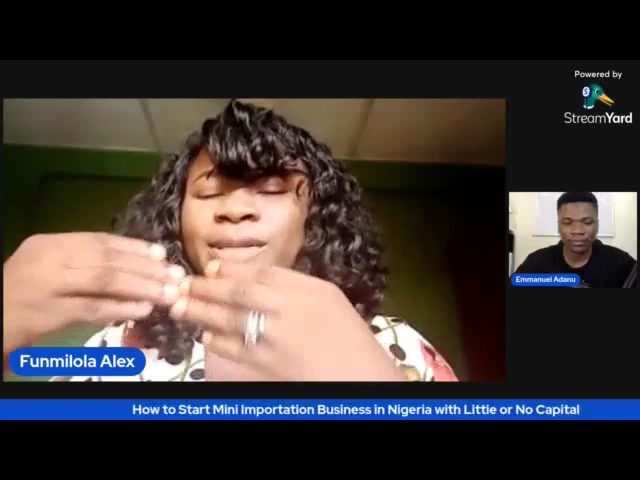 Powered by
StreamYard
Emmanuel Adanu
Funmilola Alex
How to Start Mini Importation Business in Nigeria with Little or No Capital